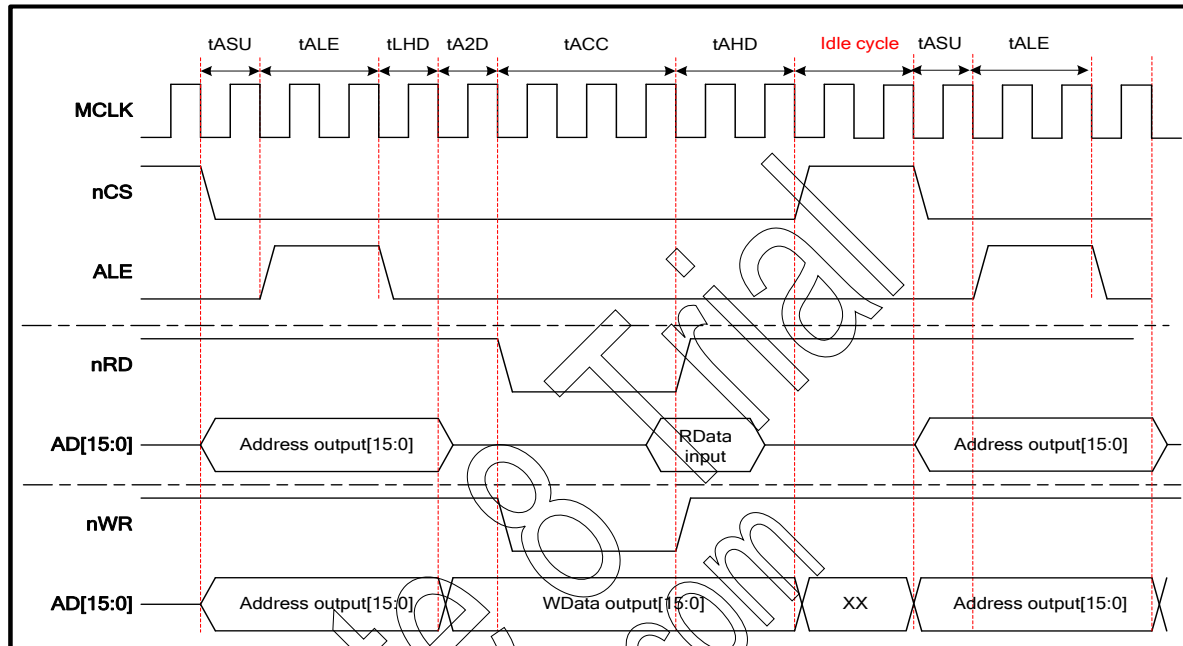 tASU tALE tLHD tA2D tACC tAHD Idle cycle tASU tALE
MCLK
nCS
ALE
nRD
AD[15:0] Address output[15:0] RData input Address output[15:0]
nWR
AD[15:0] Address output[15:0] WData output[15:0] XX Address output[15:0]
Trial